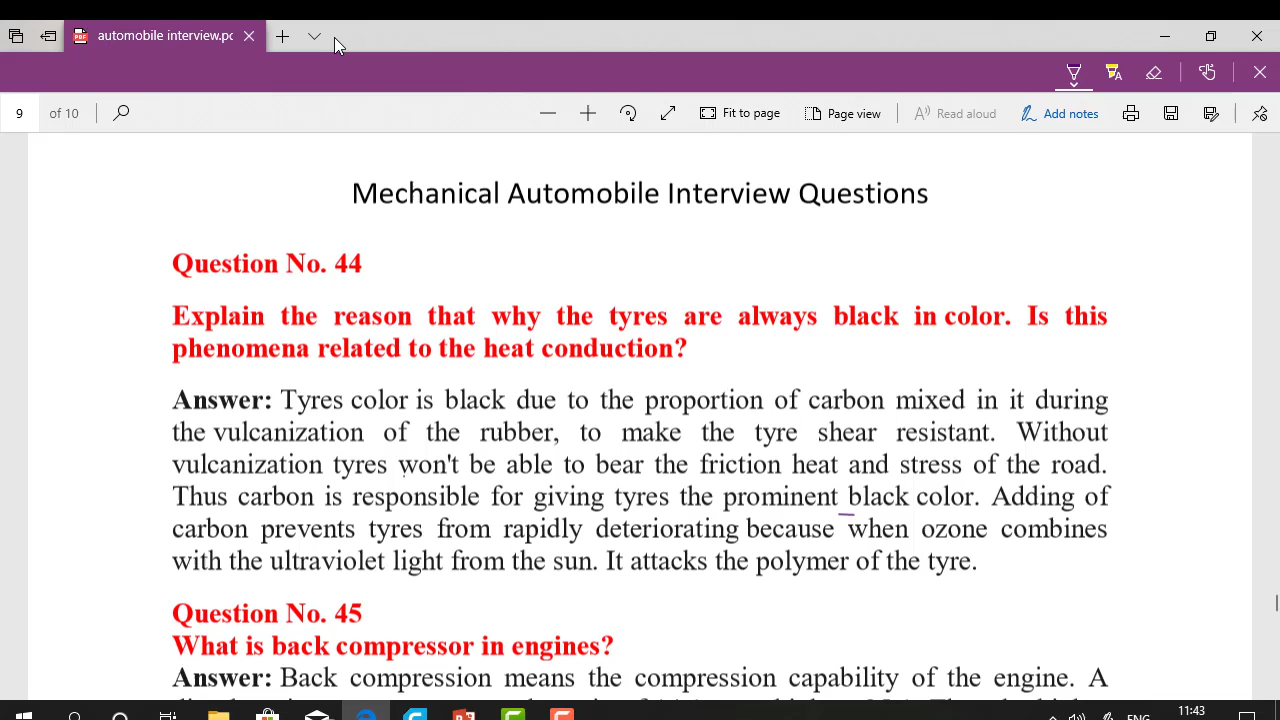 automobile interview.pc
9 of 10 Fit to page Page view Read aloud Add notes
Mechanical Automobile Interview Questions
Question No. 44
Explain the reason that why the tyres are always black in color. Is this
phenomena related to the heat conduction?
Answer: Tyres color is black due to the proportion of carbon mixed in it during
the vulcanization of the rubber, to make the tyre shear resistant. Without
vulcanization tyres won't be able to bear the friction heat and stress of the road.
Thus carbon is responsible for giving tyres the prominent black color. Adding of
carbon prevents tyres from rapidly deteriorating because when ozone combines
with the ultraviolet light from the sun. It attacks the polymer of the tyre.
Question No. 45
What is back compressor in engines?
Answer: Back compression means the compression capability of the engine. A
ENG 11:43